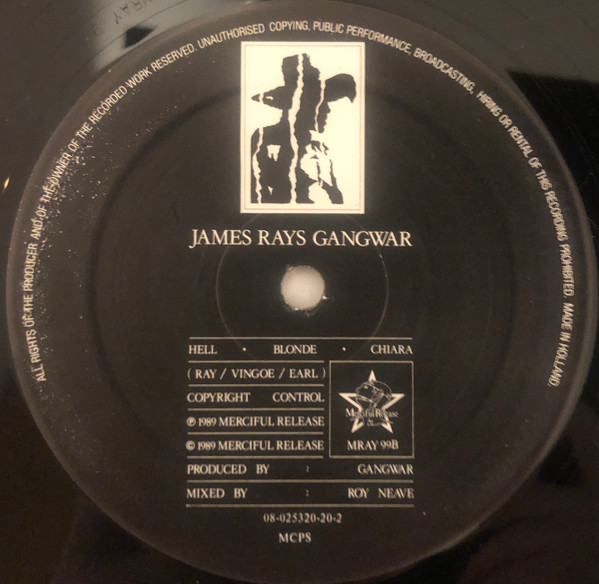 ALL RIGHTS OF THE PRODUCER AND OF THE OWNER OF THE RECORDED WORK RESERVED. UNAUTHORISED COPYING, PUBLIC PERFORMANCE, BROADCASTING, HIRING OR RENTAL OF THIS RECORDING PROHIBITED. MADE IN HOLLAND.
JAMES RAYS GANGWAR
HELL • BLONDE • CHIARA
( RAY / VINGOE / EARL )
COPYRIGHT CONTROL
℗ 1989 MERCIFUL RELEASE
© 1989 MERCIFUL RELEASE
Merciful Release
MRAY 99B
PRODUCED BY : GANGWAR
MIXED BY : ROY NEAVE
08-025320-20-2
MCPS